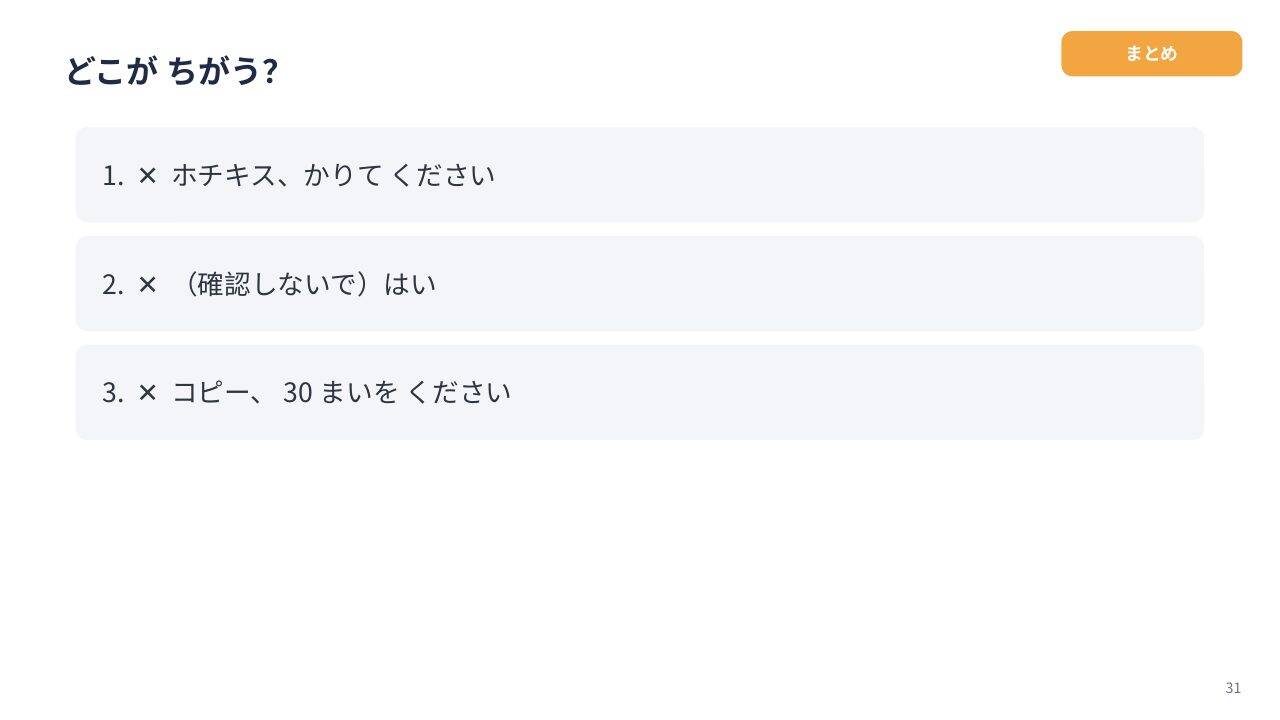 どこが ちがう?
まとめ
1. ✕ ホチキス、かりて ください
2. ✕ （確認しないで）はい
3. ✕ コピー、 30 まいを ください
31